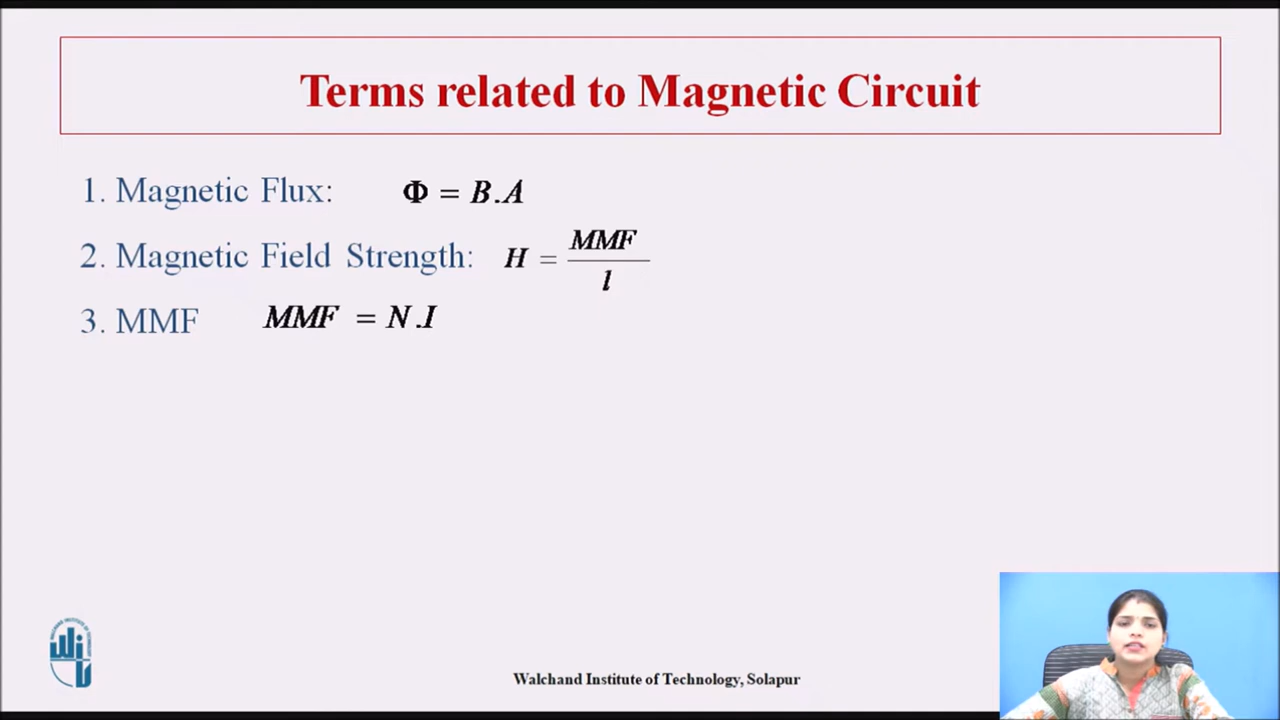 Terms related to Magnetic Circuit
1. Magnetic Flux: Φ = B.A
2. Magnetic Field Strength: H = MMF / l
3. MMF MMF = N.I
Walchand Institute of Technology, Solapur